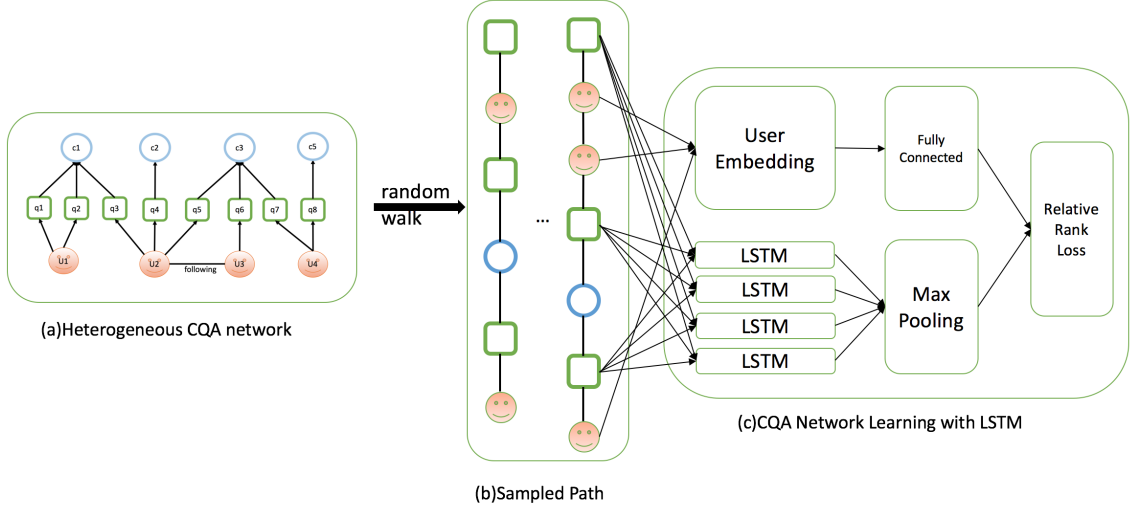 c1 c2 c3 c5
q1 q2 q3 q4 q5 q6 q7 q8
U1 U2 U3 U4
following
(a)Heterogeneous CQA network
random
walk
...
(b)Sampled Path
User
Embedding
Fully
Connected
LSTM
LSTM
LSTM
LSTM
Max
Pooling
Relative
Rank
Loss
(c)CQA Network Learning with LSTM